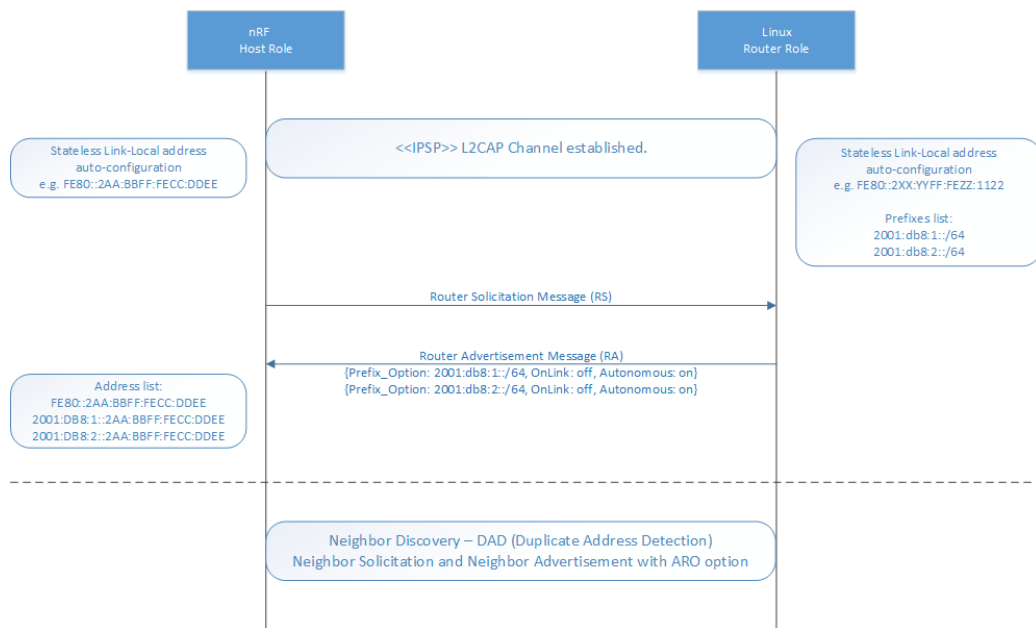 nRF
Host Role
Linux
Router Role
Stateless Link-Local address
auto-configuration
e.g. FE80::2AA:BBFF:FECC:DDEE
<<IPSP>> L2CAP Channel established.
Stateless Link-Local address
auto-configuration
e.g. FE80::2XX:YYFF:FEZZ:1122
Prefixes list:
2001:db8:1::/64
2001:db8:2::/64
Router Solicitation Message (RS)
Router Advertisement Message (RA)
{Prefix_Option: 2001:db8:1::/64, OnLink: off, Autonomous: on}
{Prefix_Option: 2001:db8:2::/64, OnLink: off, Autonomous: on}
Address list:
FE80::2AA:BBFF:FECC:DDEE
2001:DB8:1::2AA:BBFF:FECC:DDEE
2001:DB8:2::2AA:BBFF:FECC:DDEE
Neighbor Discovery – DAD (Duplicate Address Detection)
Neighbor Solicitation and Neighbor Advertisement with ARO option